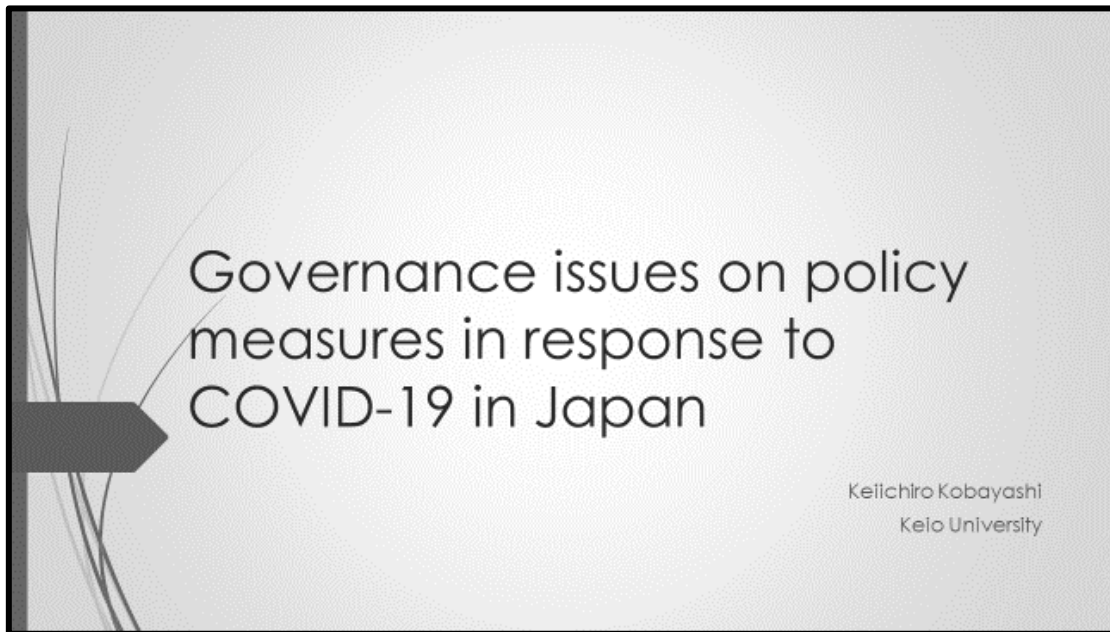 Governance issues on policy
measures in response to
COVID-19 in Japan
Keiichiro Kobayashi
Keio University